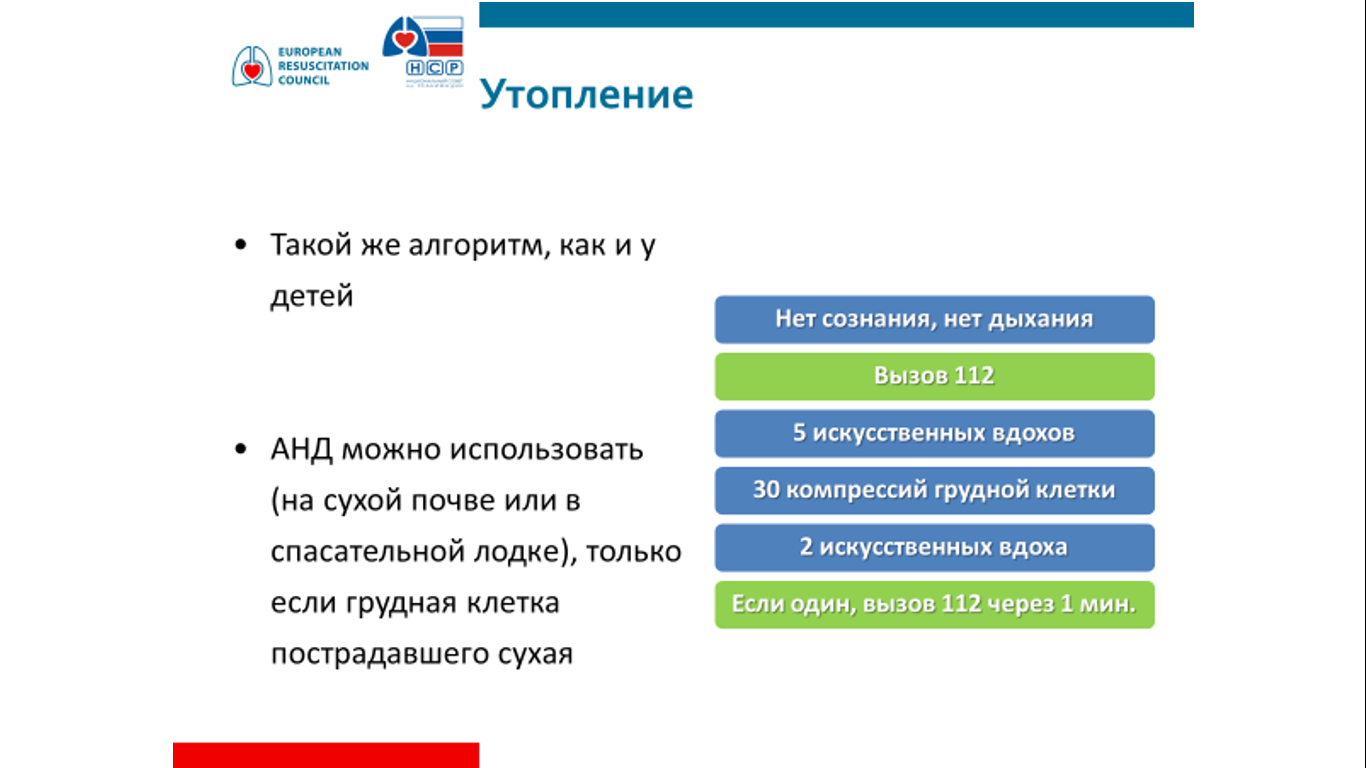 EUROPEAN
RESUSCITATION
COUNCIL
НСР
Утопление
• Такой же алгоритм, как и у
детей
• АНД можно использовать
(на сухой почве или в
спасательной лодке), только
если грудная клетка
пострадавшего сухая
Нет сознания, нет дыхания
Вызов 112
5 искусственных вдохов
30 компрессий грудной клетки
2 искусственных вдоха
Если один, вызов 112 через 1 мин.